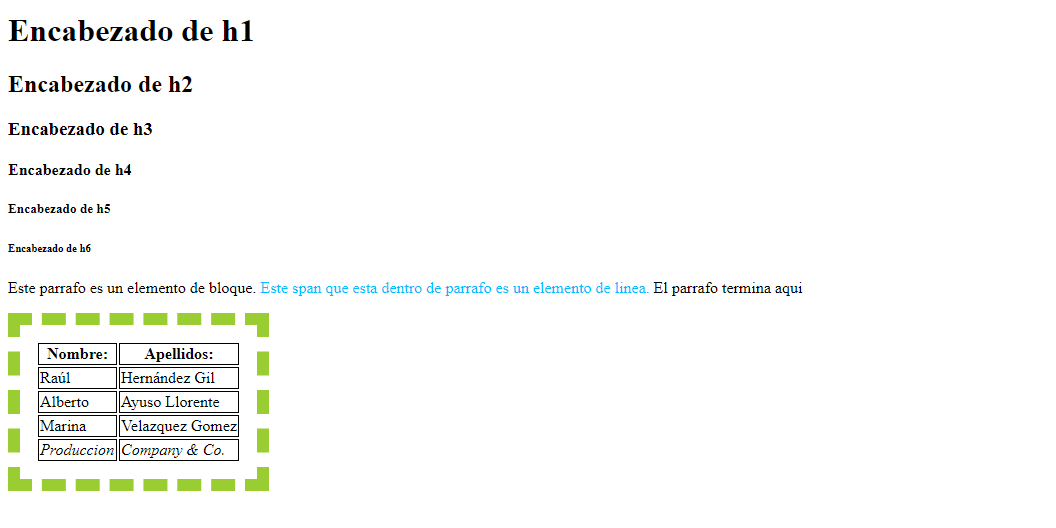 Encabezado de h1
Encabezado de h2
Encabezado de h3
Encabezado de h4
Encabezado de h5
Encabezado de h6
Este parrafo es un elemento de bloque. Este span que esta dentro de parrafo es un elemento de linea. El parrafo termina aqui
Nombre: Apellidos:
Raúl Hernández Gil
Alberto Ayuso Llorente
Marina Velazquez Gomez
Produccion Company & Co.